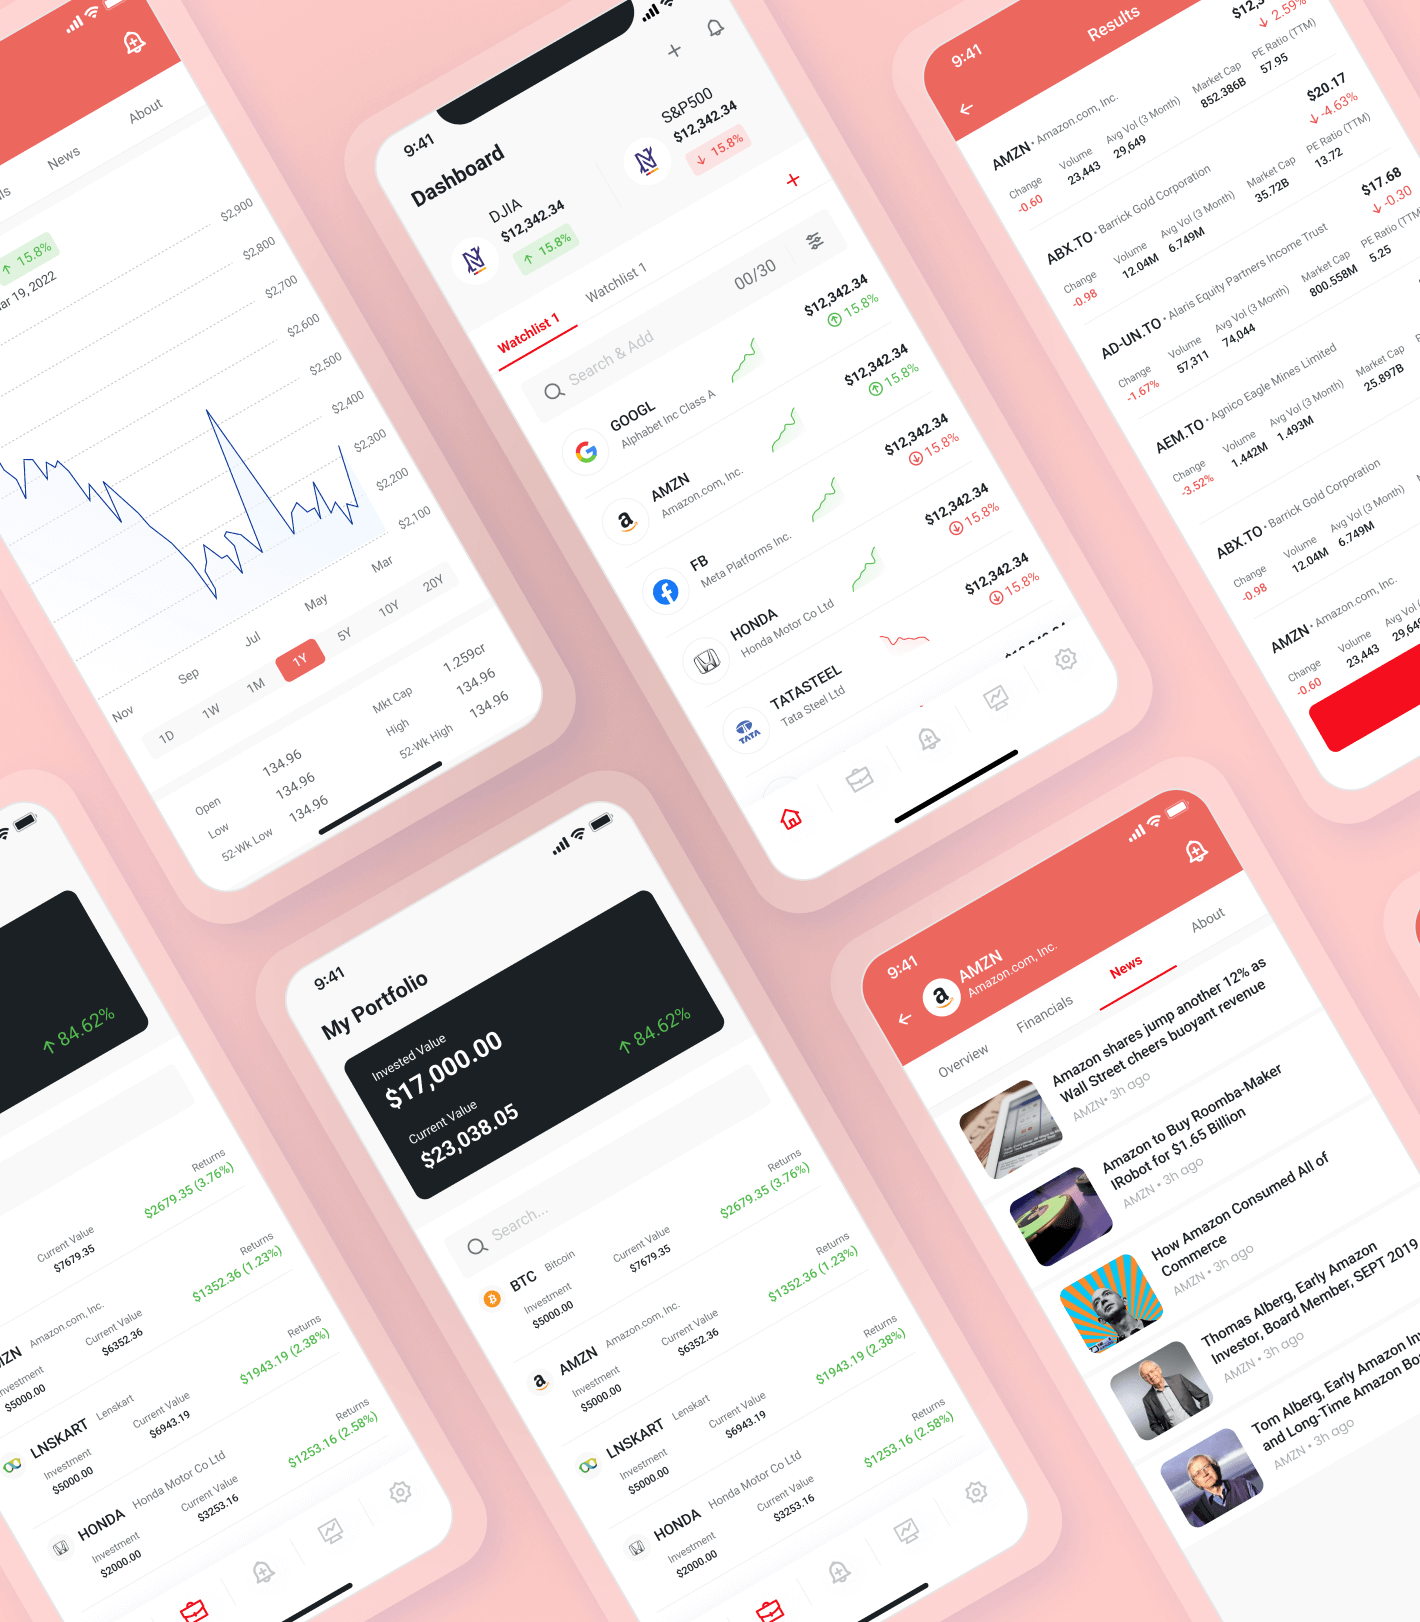 About
News
15.8%
Mar 19, 2022
$2,900
$2,800
$2,700
$2,600
$2,500
$2,400
$2,300
$2,200
$2,100
Nov
Sep
Jul
May
Mar
1D
1W
1M
1Y
5Y
10Y
20Y
Open
134.96
Mkt Cap
1.259cr
Low
134.96
High
134.96
52-Wk Low
134.96
52-Wk High
134.96
9:41
Dashboard
DJIA
$12,342.34
15.8%
S&P500
$12,342.34
15.8%
Watchlist 1
Watchlist 1
Search & Add
00/30
GOOGL
Alphabet Inc Class A
$12,342.34
15.8%
AMZN
Amazon.com, Inc.
$12,342.34
15.8%
FB
Meta Platforms Inc.
$12,342.34
15.8%
HONDA
Honda Motor Co Ltd
$12,342.34
15.8%
TATA
TATASTEEL
Tata Steel Ltd
$12,342.34
15.8%
9:41
Results
AMZN • Amazon.com, Inc.
2.59%
Change
-0.60
Volume
23,443
Avg Vol (3 Month)
29,649
Market Cap
852.386B
PE Ratio (TTM)
57.95
ABX.TO • Barrick Gold Corporation
$20.17
-4.63%
Change
-0.98
Volume
12.04M
Avg Vol (3 Month)
6.749M
Market Cap
35.72B
PE Ratio (TTM)
13.72
AD-UN.TO • Alaris Equity Partners Income Trust
$17.68
-0.30
Change
-1.67%
Volume
57,311
Avg Vol (3 Month)
74,044
Market Cap
800.558M
PE Ratio (TTM)
5.25
AEM.TO • Agnico Eagle Mines Limited
Change
-3.52%
Volume
1.442M
Avg Vol (3 Month)
1.493M
Market Cap
25.897B
ABX.TO • Barrick Gold Corporation
Change
-0.98
Volume
12.04M
Avg Vol (3 Month)
6.749M
AMZN • Amazon.com, Inc.
Change
-0.60
Volume
23,443
29,649
84.62%
Returns
$2679.35 (3.76%)
Current Value
$7679.35
Amazon.com, Inc.
Returns
$1352.36 (1.23%)
$5000.00
Current Value
$6352.36
LNSKART Lenskart
Returns
$1943.19 (2.38%)
Investment
$5000.00
Current Value
$6943.19
HONDA Honda Motor Co Ltd
Returns
$1253.16 (2.58%)
Investment
$2000.00
Current Value
$3253.16
9:41
My Portfolio
Invested Value
$17,000.00
84.62%
Current Value
$23,038.05
Search...
BTC Bitcoin
Returns
$2679.35 (3.76%)
Investment
$5000.00
Current Value
$7679.35
AMZN Amazon.com, Inc.
Returns
$1352.36 (1.23%)
Investment
$5000.00
Current Value
$6352.36
LNSKART Lenskart
Returns
$1943.19 (2.38%)
Investment
$5000.00
Current Value
$6943.19
HONDA Honda Motor Co Ltd
Returns
$1253.16 (2.58%)
Investment
$2000.00
Current Value
$3253.16
9:41
AMZN
Amazon.com, Inc.
Overview
Financials
News
About
Amazon shares jump another 12% as
Wall Street cheers buoyant revenue
AMZN • 3h ago
Amazon to Buy Roomba-Maker
IRobot for $1.65 Billion
AMZN • 3h ago
How Amazon Consumed All of
Commerce
AMZN • 3h ago
Thomas Alberg, Early Amazon
Investor, Board Member, SEPT 2019
AMZN • 3h ago
Tom Alberg, Early Amazon
and Long-Time Amazon
AMZN • 3h ago